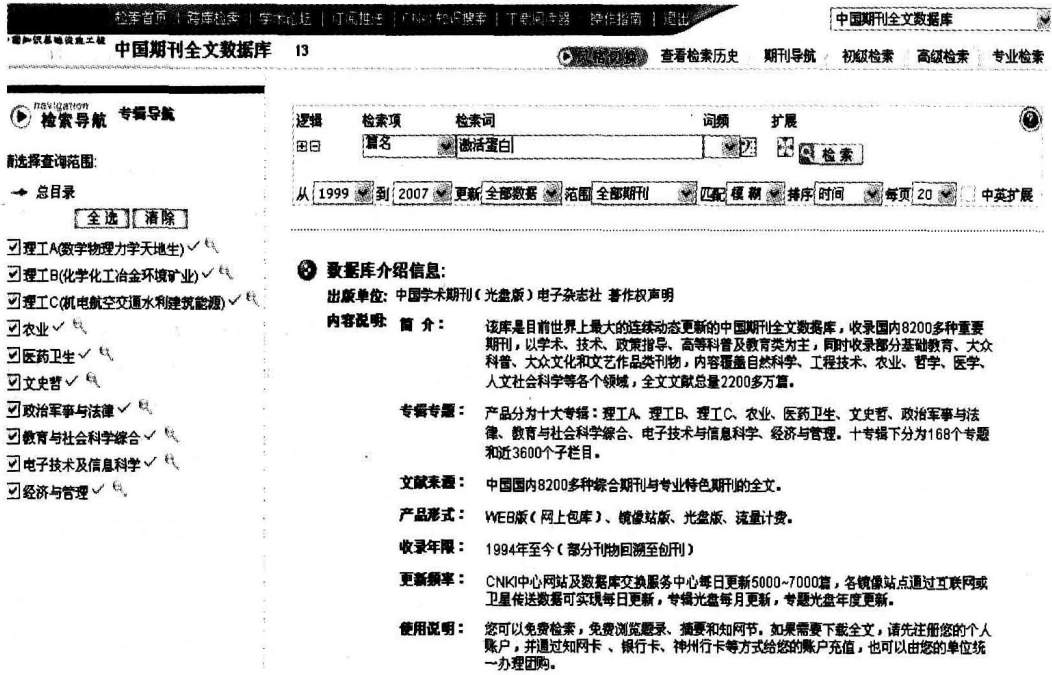 检索首页 | 跨库检索 | 学术论坛 | 订阅推送 | CNKI知识搜索 | 下载阅读器 | 操作指南 | 退出
中国期刊全文数据库
中国期刊全文数据库 13
查看检索历史 期刊导航 初级检索 高级检索 专业检索
navigation
检索导航 专辑导航
请选择查询范围:
总目录
全选 清除
理工A(数学物理力学天地生)
理工B(化学化工冶金环境矿业)
理工C(机电航空交通水利建筑能源)
农业
医药卫生
文史哲
政治军事与法律
教育与社会科学综合
电子技术及信息科学
经济与管理
逻辑 检索项 检索词 词频 扩展
篇名 激活蛋白 检索
从 1999 到 2007 更新 全部数据 范围 全部期刊 匹配 模糊 排序 时间 每页 20 中英扩展
数据库介绍信息:
出版单位: 中国学术期刊(光盘版)电子杂志社 著作权声明
内容说明: 简 介: 该库是目前世界上最大的连续动态更新的中国期刊全文数据库,收录国内8200多种重要
期刊,以学术、技术、政策指导、高等科普及教育类为主,同时收录部分基础教育、大众
科普、大众文化和文艺作品类刊物,内容覆盖自然科学、工程技术、农业、哲学、医学、
人文社会科学等各个领域,全文文献总量2200多万篇。
专辑专题: 产品分为十大专辑:理工A、理工B、理工C、农业、医药卫生、文史哲、政治军事与法
律、教育与社会科学综合、电子技术与信息科学、经济与管理。十专辑下分为168个专题
和近3600个子栏目。
文献来源: 中国国内8200多种综合期刊与专业特色期刊的全文。
产品形式: WEB版(网上包库)、镜像站版、光盘版、流量计费。
收录年限: 1994年至今(部分刊物回溯至创刊)
更新频率: CNKI中心网站及数据库交换服务中心每日更新5000~7000篇,各镜像站点通过互联网或
卫星传送数据可实现每日更新,专辑光盘每月更新,专题光盘年度更新。
使用说明: 您可以免费检索,免费浏览题录、摘要和知网节。如果需要下载全文,请先注册您的个人
账户,并通过知网卡、银行卡、神州行卡等方式给您的账户充值,也可以由您的单位统
一办理团购。